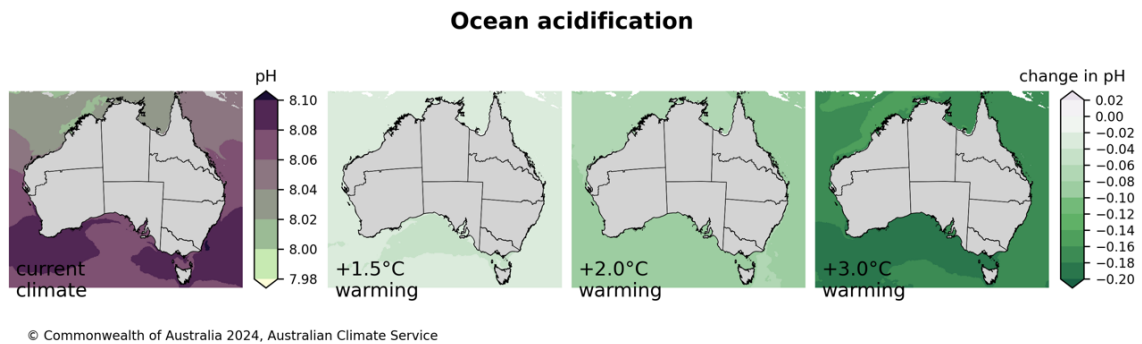 Ocean acidification
pH
8.10
8.08
8.06
8.04
8.02
8.00
7.98
current
climate
+1.5°C
warming
+2.0°C
warming
+3.0°C
warming
change in pH
0.02
0.00
−0.02
−0.04
−0.06
−0.08
−0.10
−0.12
−0.14
−0.16
−0.18
−0.20
© Commonwealth of Australia 2024, Australian Climate Service